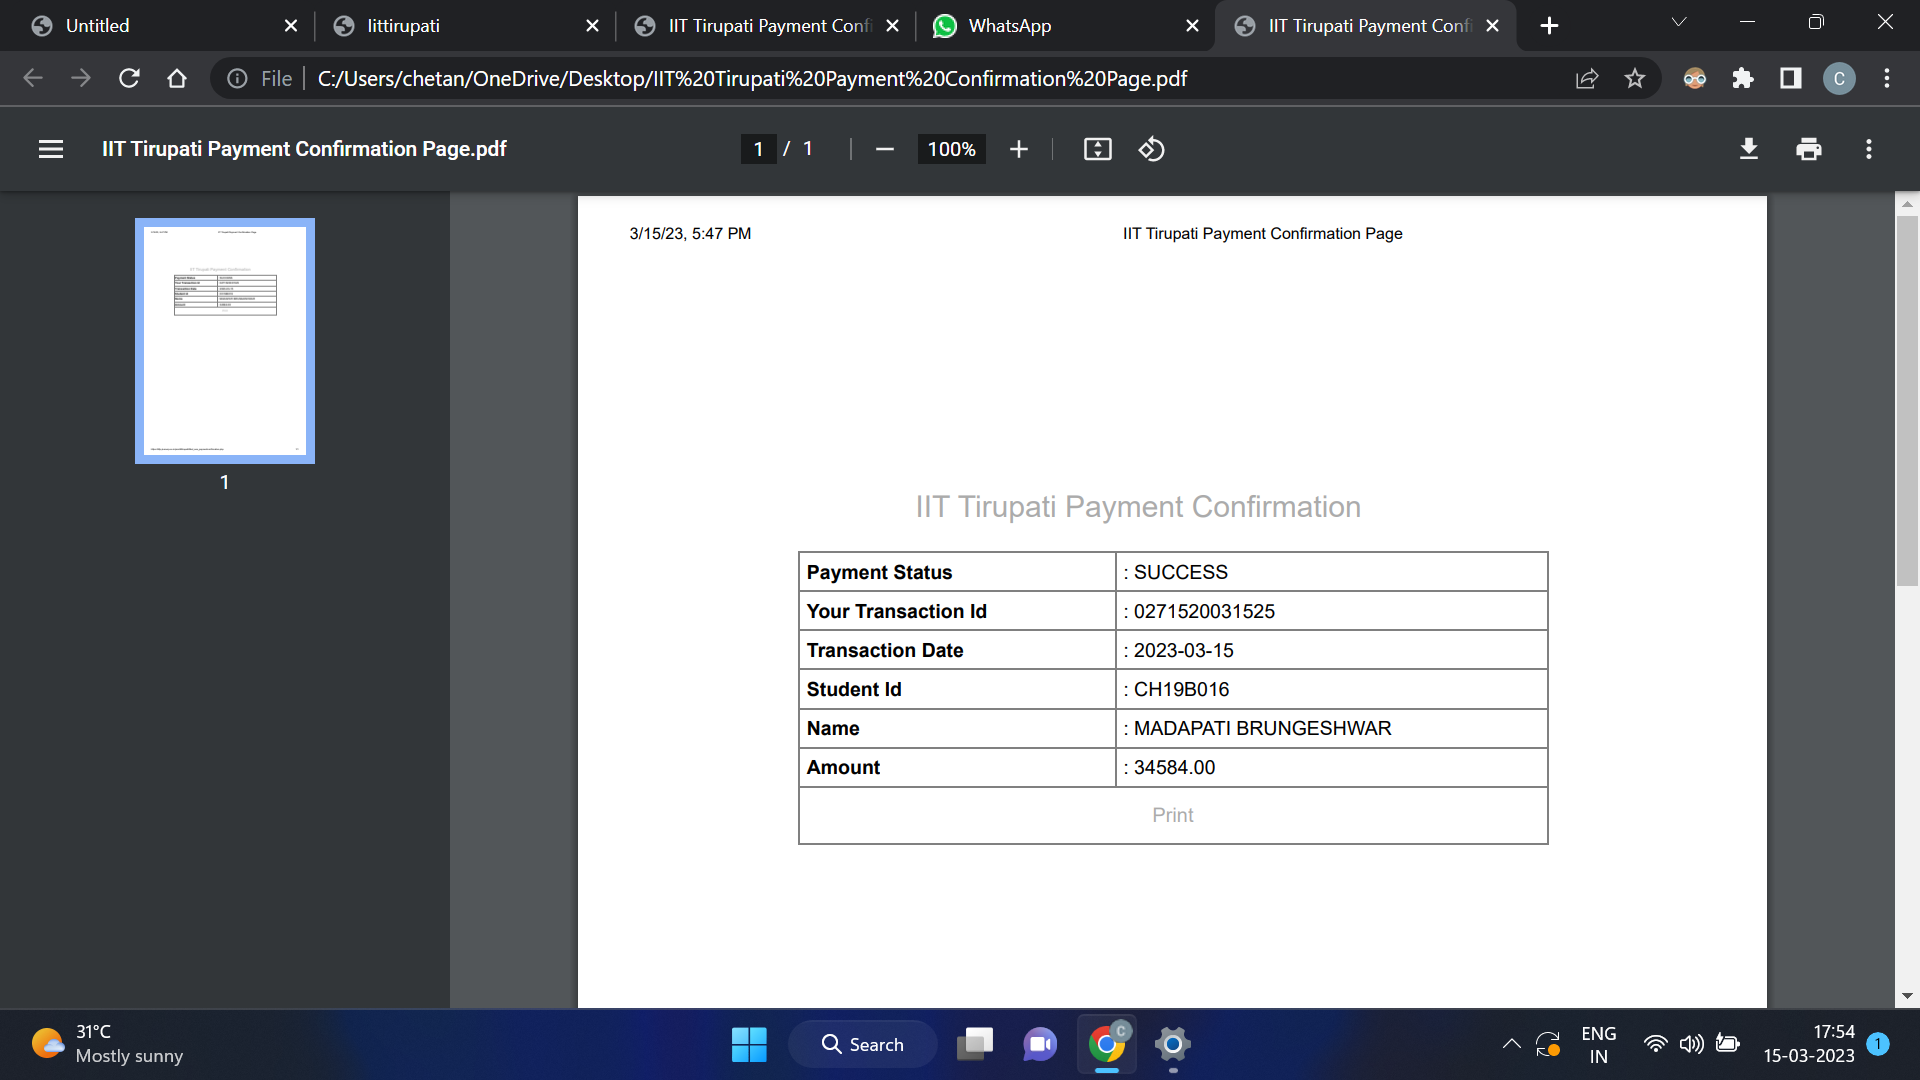 Untitled
Iittirupati
IIT Tirupati Payment Conf
WhatsApp
IIT Tirupati Payment Conf
File
C:/Users/chetan/OneDrive/Desktop/IIT%20Tirupati%20Payment%20Confirmation%20Page.pdf
C
IIT Tirupati Payment Confirmation Page.pdf
1 / 1
100%
3/15/23, 5:47 PM
IIT Tirupati Payment Confirmation Page
1
IIT Tirupati Payment Confirmation
Payment Status : SUCCESS
Your Transaction Id : 0271520031525
Transaction Date : 2023-03-15
Student Id : CH19B016
Name : MADAPATI BRUNGESHWAR
Amount : 34584.00
Print
31°C
Mostly sunny
Search
C
ENG
IN
17:54
15-03-2023
1